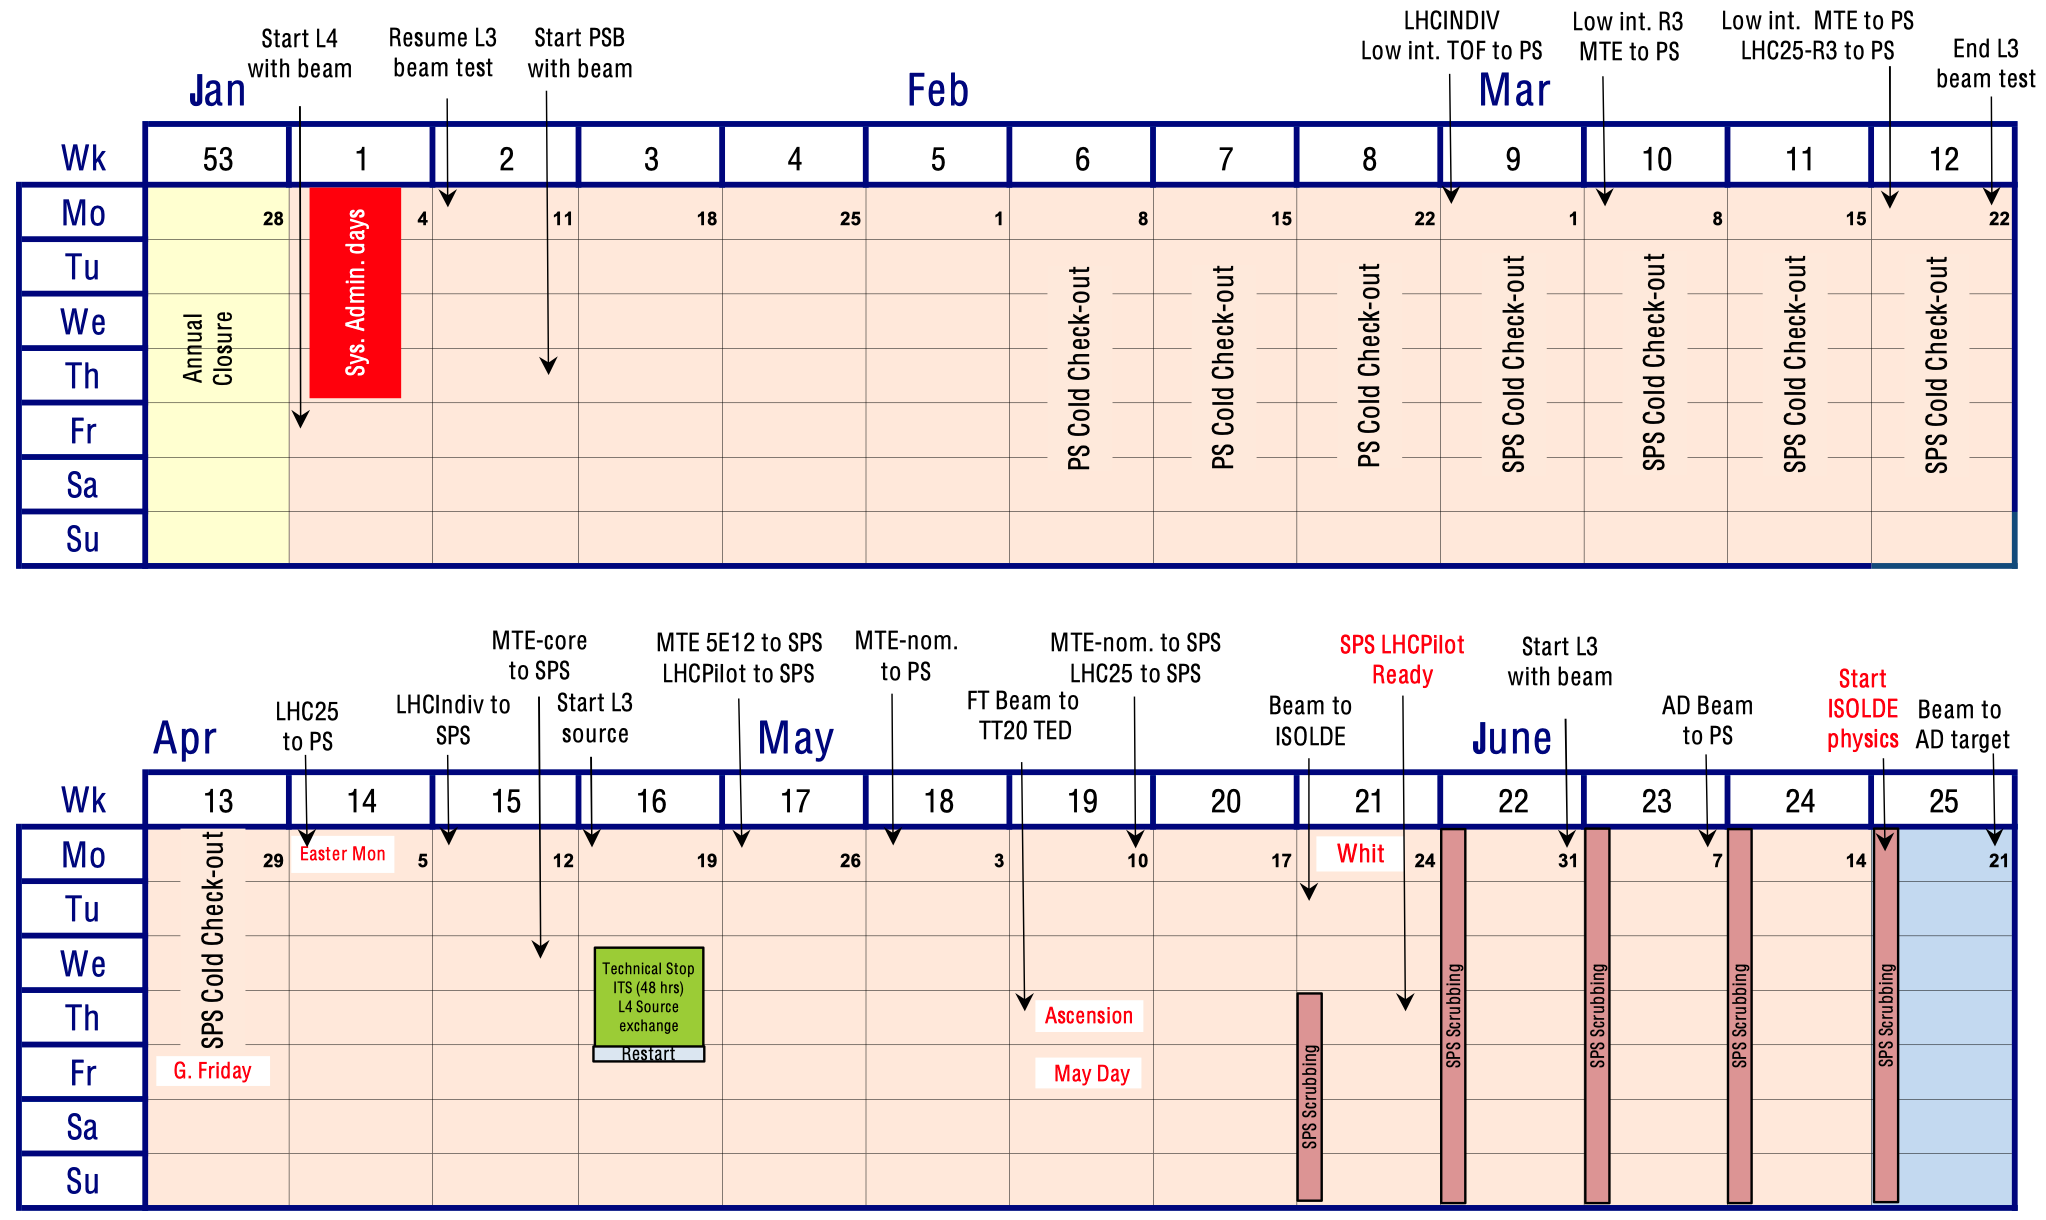 Start L4
with beam
Resume L3
beam test
Start PSB
with beam
LHCINDIV
Low int. TOF to PS
Low int. R3
MTE to PS
Low int. MTE to PS
LHC25-R3 to PS
End L3
beam test
Jan
Feb
Mar
Wk 53 1 2 3 4 5 6 7 8 9 10 11 12
Mo 28 4 11 18 25 1 8 15 22 1 8 15 22
Tu
We
Th
Fr
Sa
Su
Annual
Closure
Sys. Admin. days
PS Cold Check-out
PS Cold Check-out
PS Cold Check-out
SPS Cold Check-out
SPS Cold Check-out
SPS Cold Check-out
SPS Cold Check-out
LHC25
to PS
LHCIndiv to
SPS
MTE-core
to SPS
Start L3
source
MTE 5E12 to SPS
LHCPilot to SPS
MTE-nom.
to PS
FT Beam to
TT20 TED
MTE-nom. to SPS
LHC25 to SPS
Beam to
ISOLDE
SPS LHCPilot
Ready
Start L3
with beam
AD Beam
to PS
Start
ISOLDE
physics
Beam to
AD target
Apr
May
June
Wk 13 14 15 16 17 18 19 20 21 22 23 24 25
Mo 29 Easter Mon 5 12 19 26 3 10 17 Whit 24 31 7 14 21
Tu
We
Th
Fr
Sa
Su
SPS Cold Check-out
G. Friday
Technical Stop
ITS (48 hrs)
L4 Source
exchange
Restart
Ascension
May Day
SPS Scrubbing
SPS Scrubbing
SPS Scrubbing
SPS Scrubbing
SPS Scrubbing